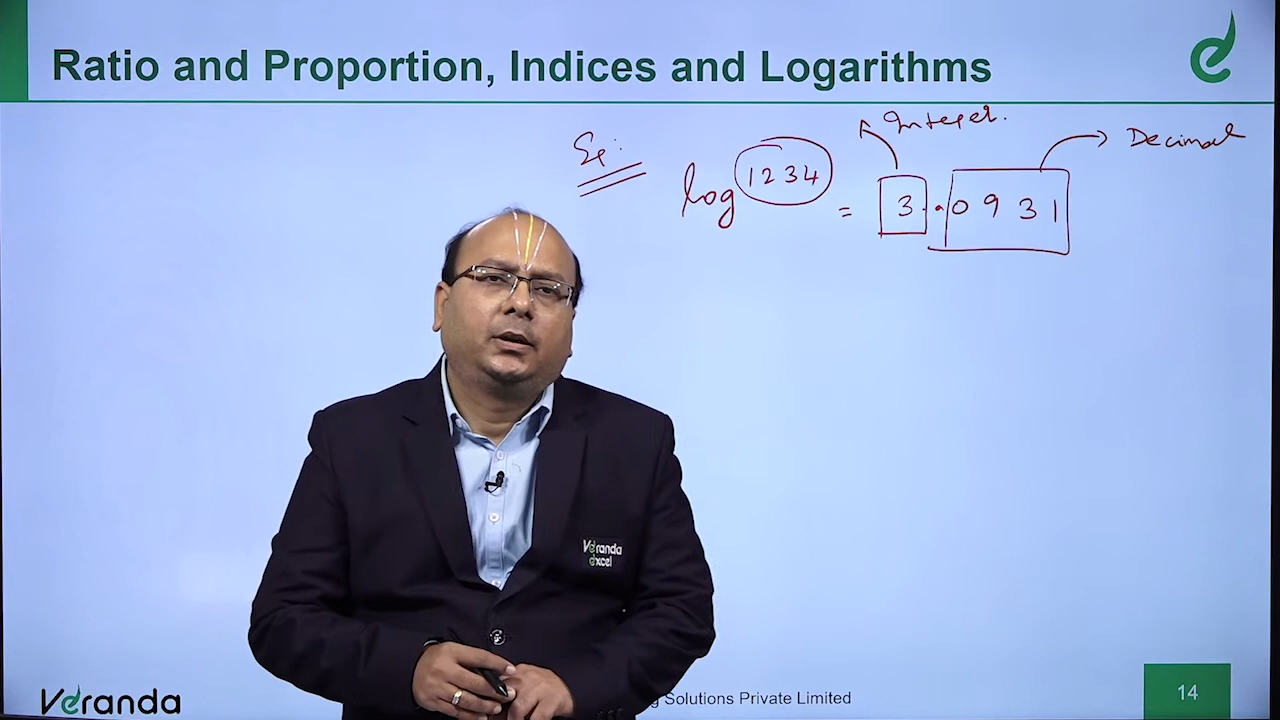 Ratio and Proportion, Indices and Logarithms
Integer.
Decimal
Ex:
log 1234 = 3.0931
Veranda
excel
Veranda
Solutions Private Limited
14